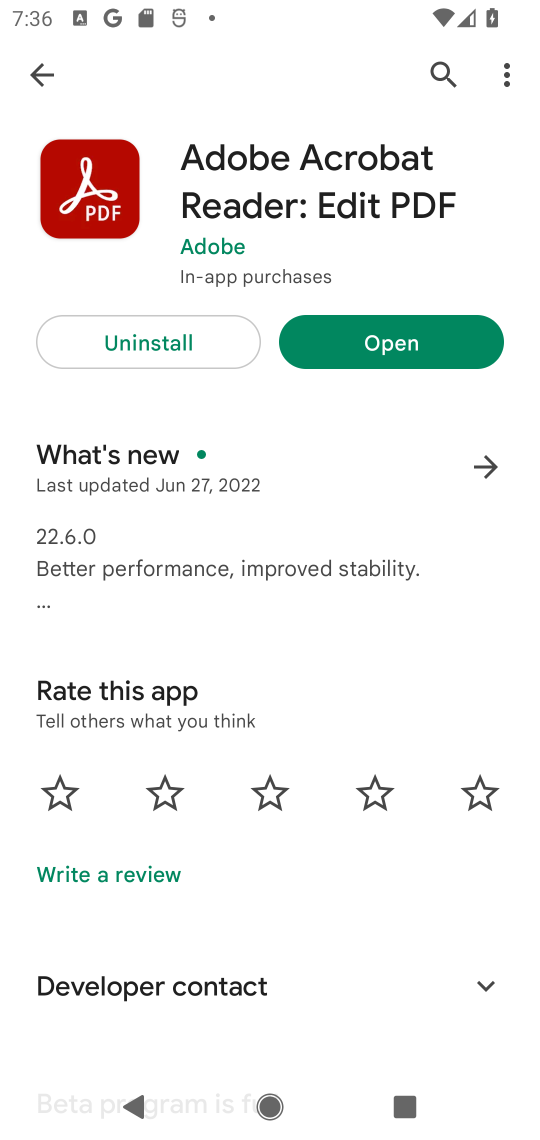 7:36
Adobe Acrobat
Reader: Edit PDF
PDF
Adobe
In-app purchases
Uninstall
Open
What's new
Last updated Jun 27, 2022
22.6.0
Better performance, improved stability.
...
Rate this app
Tell others what you think
Write a review
Developer contact
Beta program is f